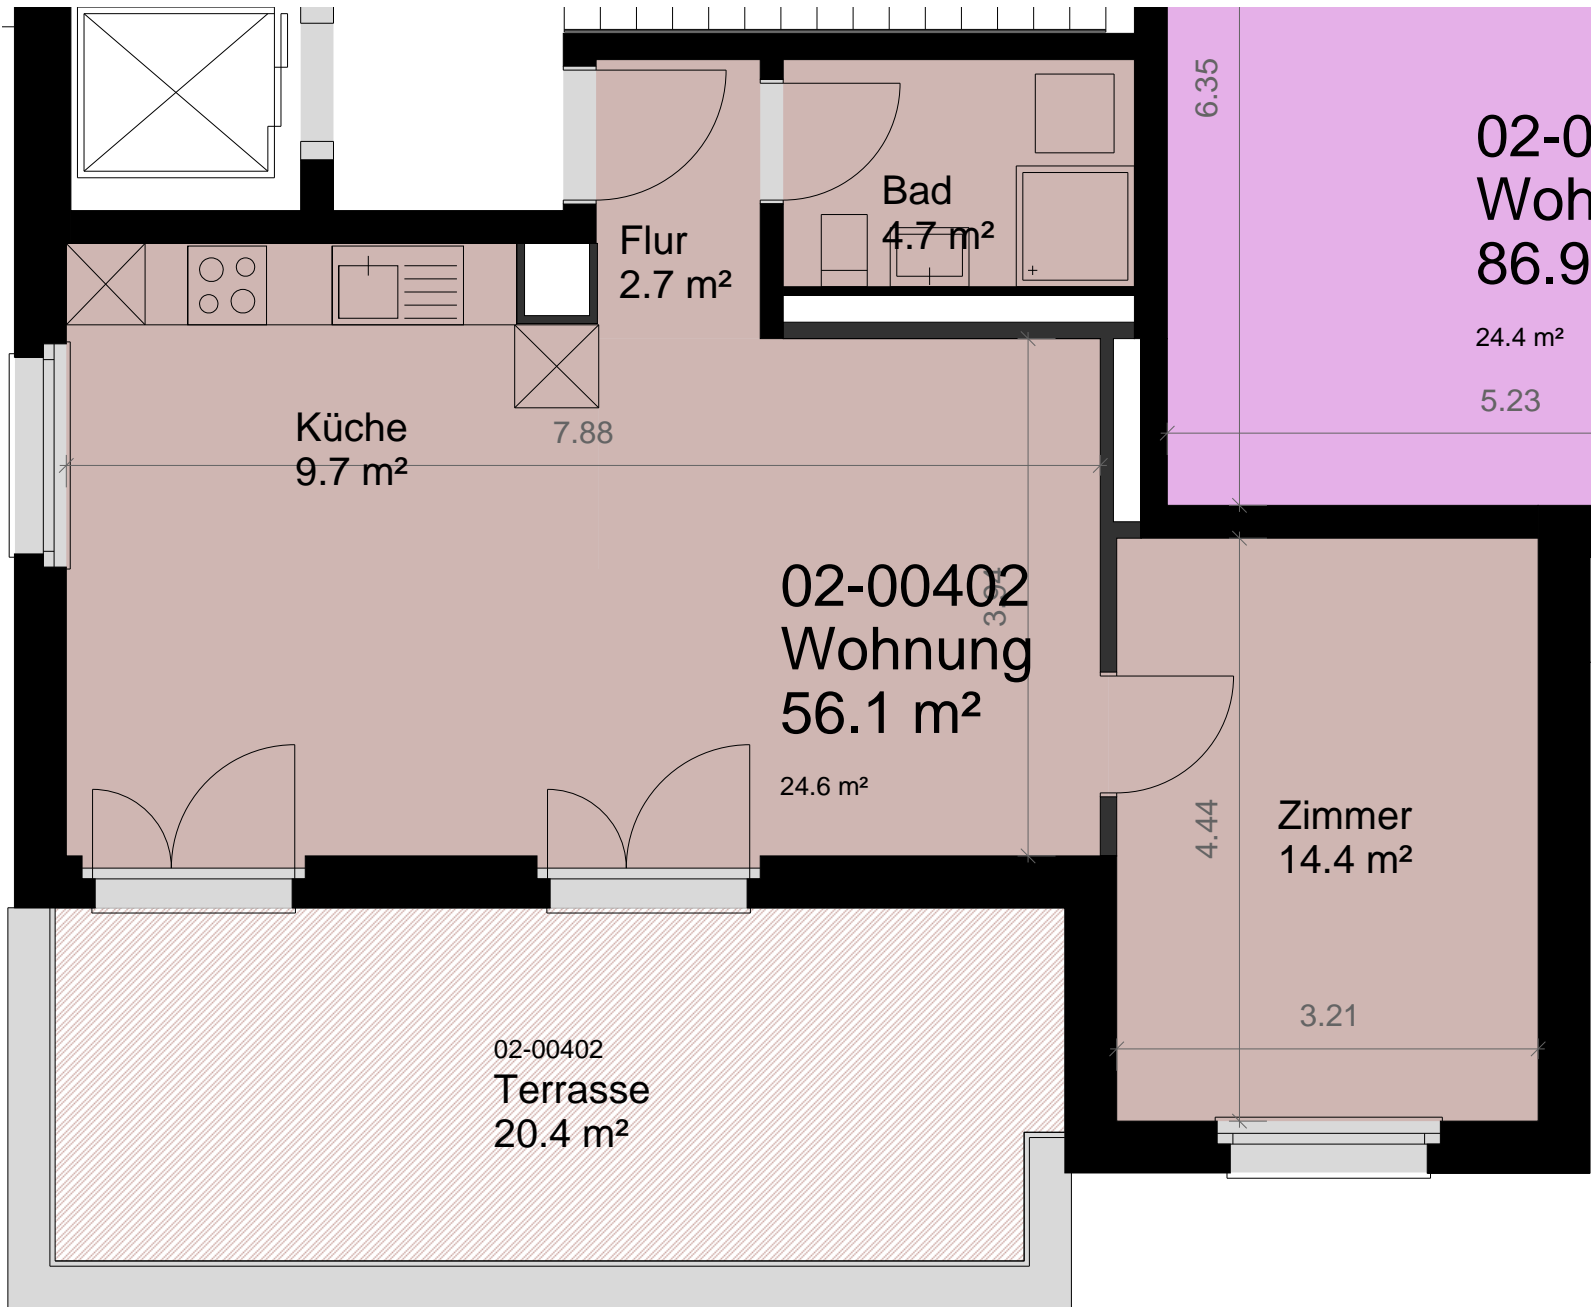 6.35
02-0
Woh
86.9
24.4 m²
5.23
Bad
4.7 m²
Flur
2.7 m²
Küche
9.7 m²
7.88
02-00402
Wohnung
56.1 m²
24.6 m²
3.94
Zimmer
14.4 m²
4.44
3.21
02-00402
Terrasse
20.4 m²